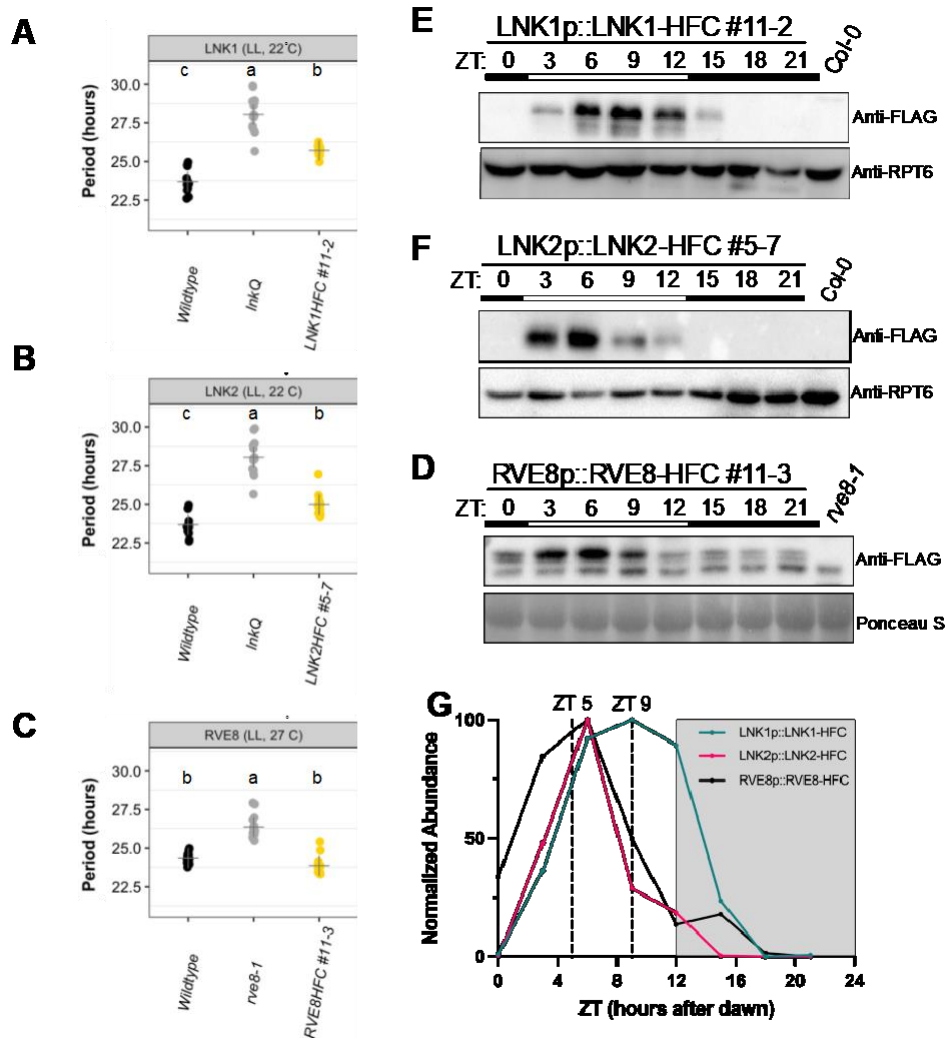 A
LNK1 (LL, 22°C)
c a b
30.0
27.5
25.0
22.5
Period (hours)
Wildtype
lnkQ
LNK1HFC #11-2
B
LNK2 (LL, 22 C)
c a b
30.0
27.5
25.0
22.5
Period (hours)
Wildtype
lnkQ
LNK2HFC #5-7
C
RVE8 (LL, 27 C)
b a b
30.0
27.5
25.0
22.5
Period (hours)
Wildtype
rve8-1
RVE8HFC #11-3
E
LNK1p::LNK1-HFC #11-2
ZT: 0 3 6 9 12 15 18 21 Col-0
Anti-FLAG
Anti-RPT6
F
LNK2p::LNK2-HFC #5-7
ZT: 0 3 6 9 12 15 18 21 Col-0
Anti-FLAG
Anti-RPT6
D
RVE8p::RVE8-HFC #11-3
ZT: 0 3 6 9 12 15 18 21 rve8-1
Anti-FLAG
Ponceau S
G
ZT 5 ZT 9
LNK1p::LNK1-HFC
LNK2p::LNK2-HFC
RVE8p::RVE8-HFC
100
50
0
Normalized Abundance
0 4 8 12 16 20 24
ZT (hours after dawn)